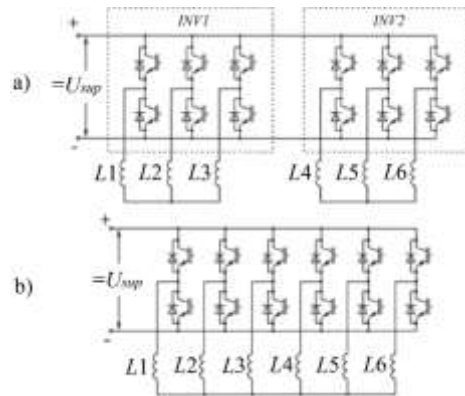 INV1 INV2
+
a) =Usup
-
L1 L2 L3 L4 L5 L6
+
b) =Usup
-
L1 L2 L3 L4 L5 L6